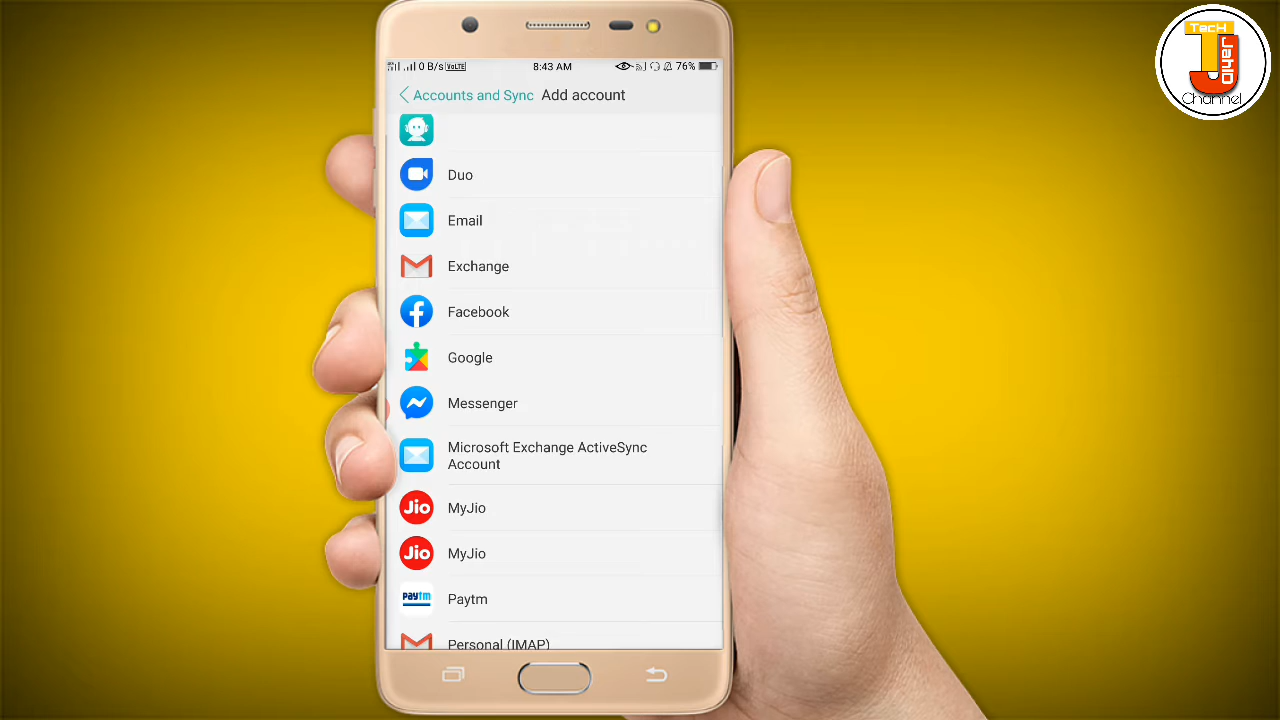 0 B/s VoLTE 8:43 AM 76%
Accounts and Sync Add account
Duo
Email
Exchange
Facebook
Google
Messenger
Microsoft Exchange ActiveSync
Account
Jio MyJio
Jio MyJio
Paytm Paytm
Personal (IMAP)
TacH
JahiD
J
Channel